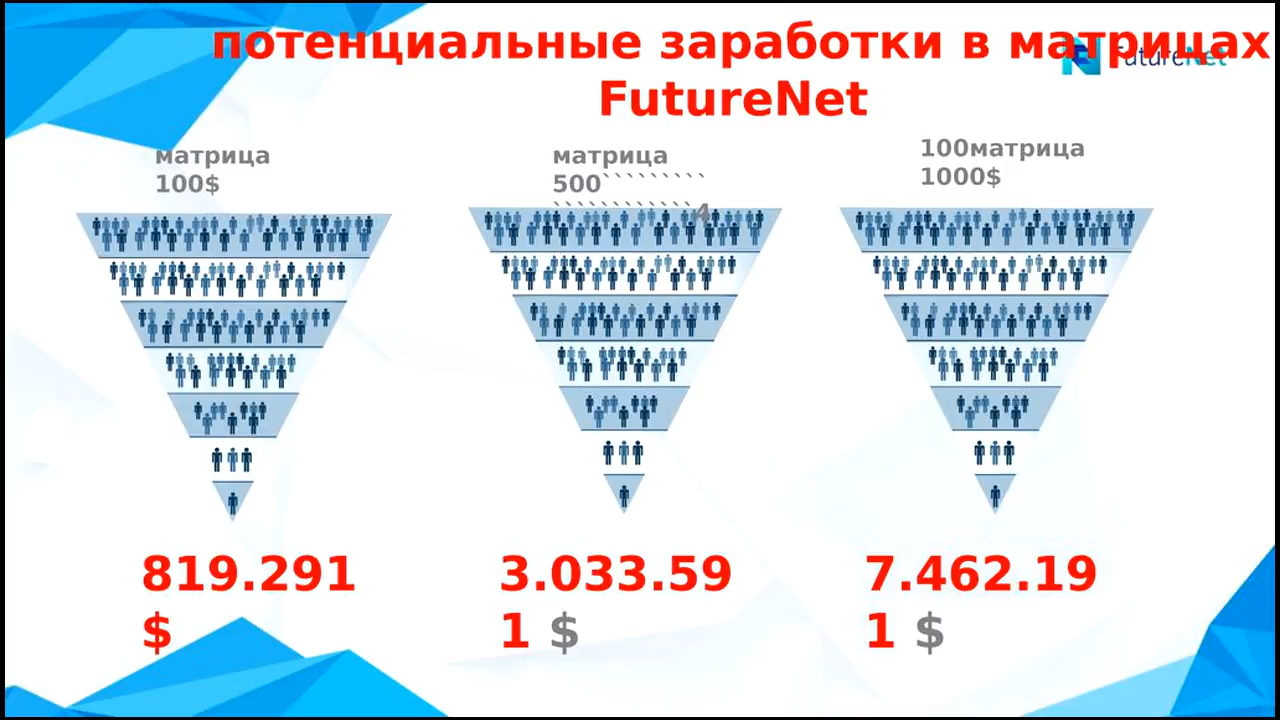 потенциальные заработки в матрицах
FutureNet
FutureNet
матрица
100$
матрица
500``````````
`````````````4
100матрица
1000$
819.291
$
3.033.59
1 $
7.462.19
1 $